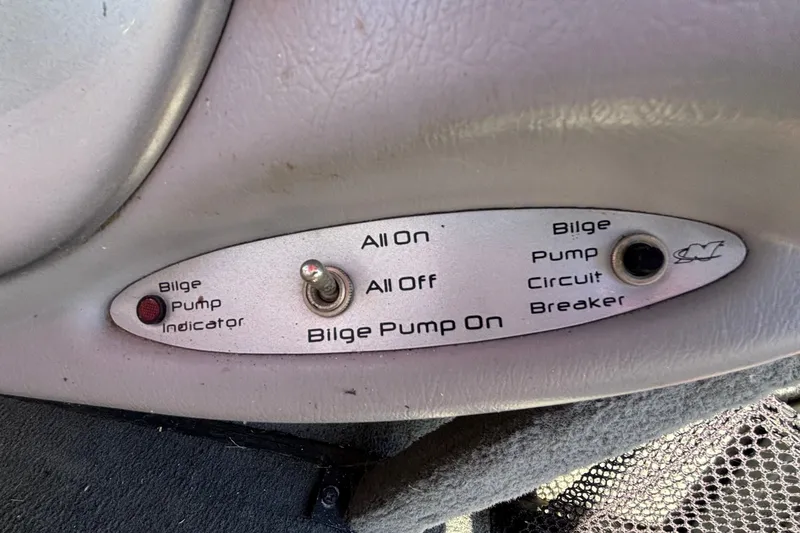 Bilge
Pump
Indicator
All On
All Off
Bilge Pump On
Bilge
Pump
Circuit
Breaker